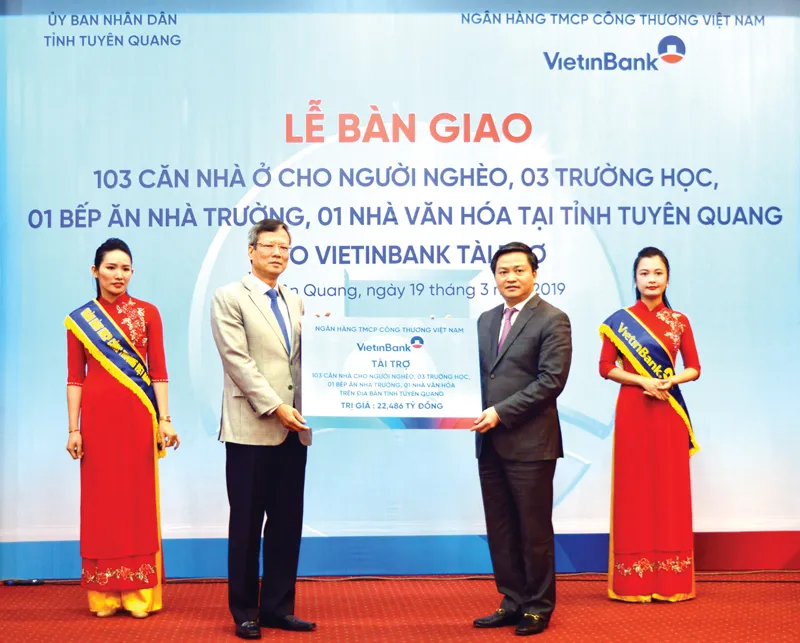 ỦY BAN NHÂN DÂN
TỈNH TUYÊN QUANG
NGÂN HÀNG TMCP CÔNG THƯƠNG VIỆT NAM
VietinBank
LỄ BÀN GIAO
103 CĂN NHÀ Ở CHO NGƯỜI NGHÈO, 03 TRƯỜNG HỌC,
01 BẾP ĂN NHÀ TRƯỜNG, 01 NHÀ VĂN HÓA TẠI TỈNH TUYÊN QUANG
VIETINBANK TÀI TRỢ
Quang, ngày 19 tháng 3 2019
NGÂN HÀNG TMCP CÔNG THƯƠNG VIỆT NAM
VietinBank
TÀI TRỢ
103 CĂN NHÀ CHO NGƯỜI NGHÈO, 03 TRƯỜNG HỌC,
01 BẾP ĂN NHÀ TRƯỜNG, 01 NHÀ VĂN HÓA
TRÊN ĐỊA BÀN TỈNH TUYÊN QUANG
TRỊ GIÁ : 22,486 TỶ ĐỒNG
VietinBank